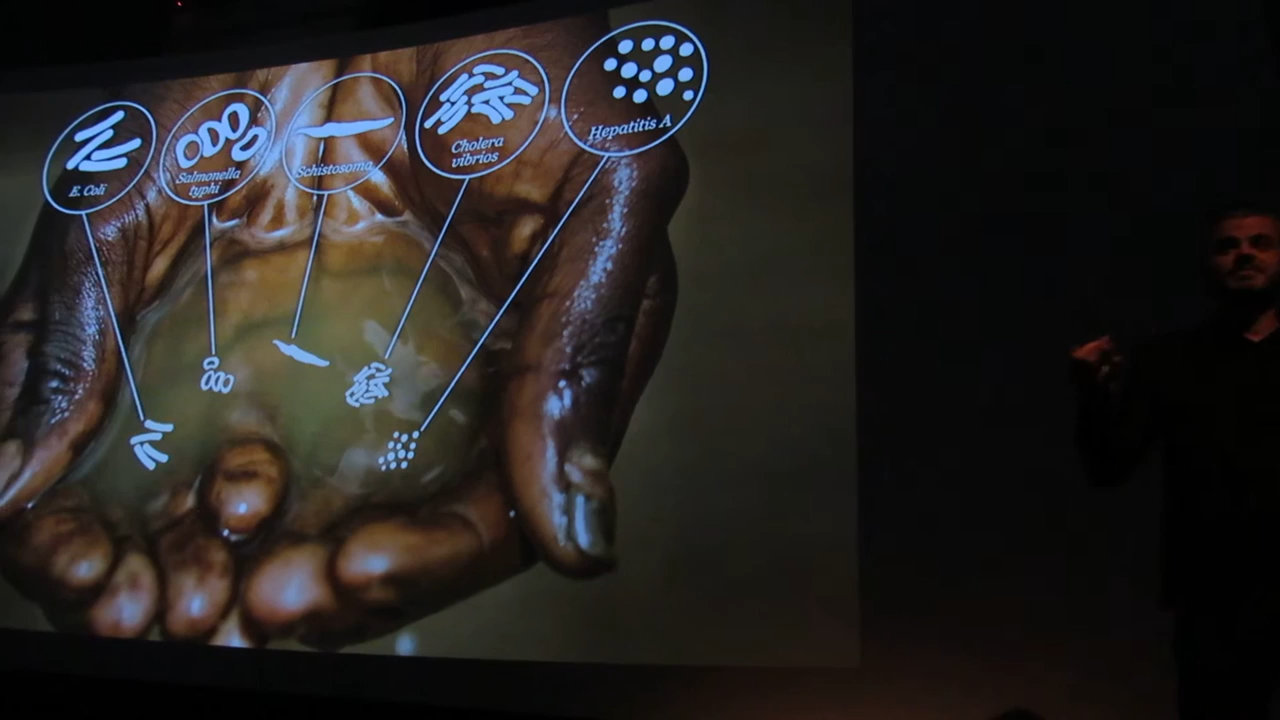 E. Coli
Salmonella
typhi
Schistosoma
Cholera
vibrios
Hepatitis A